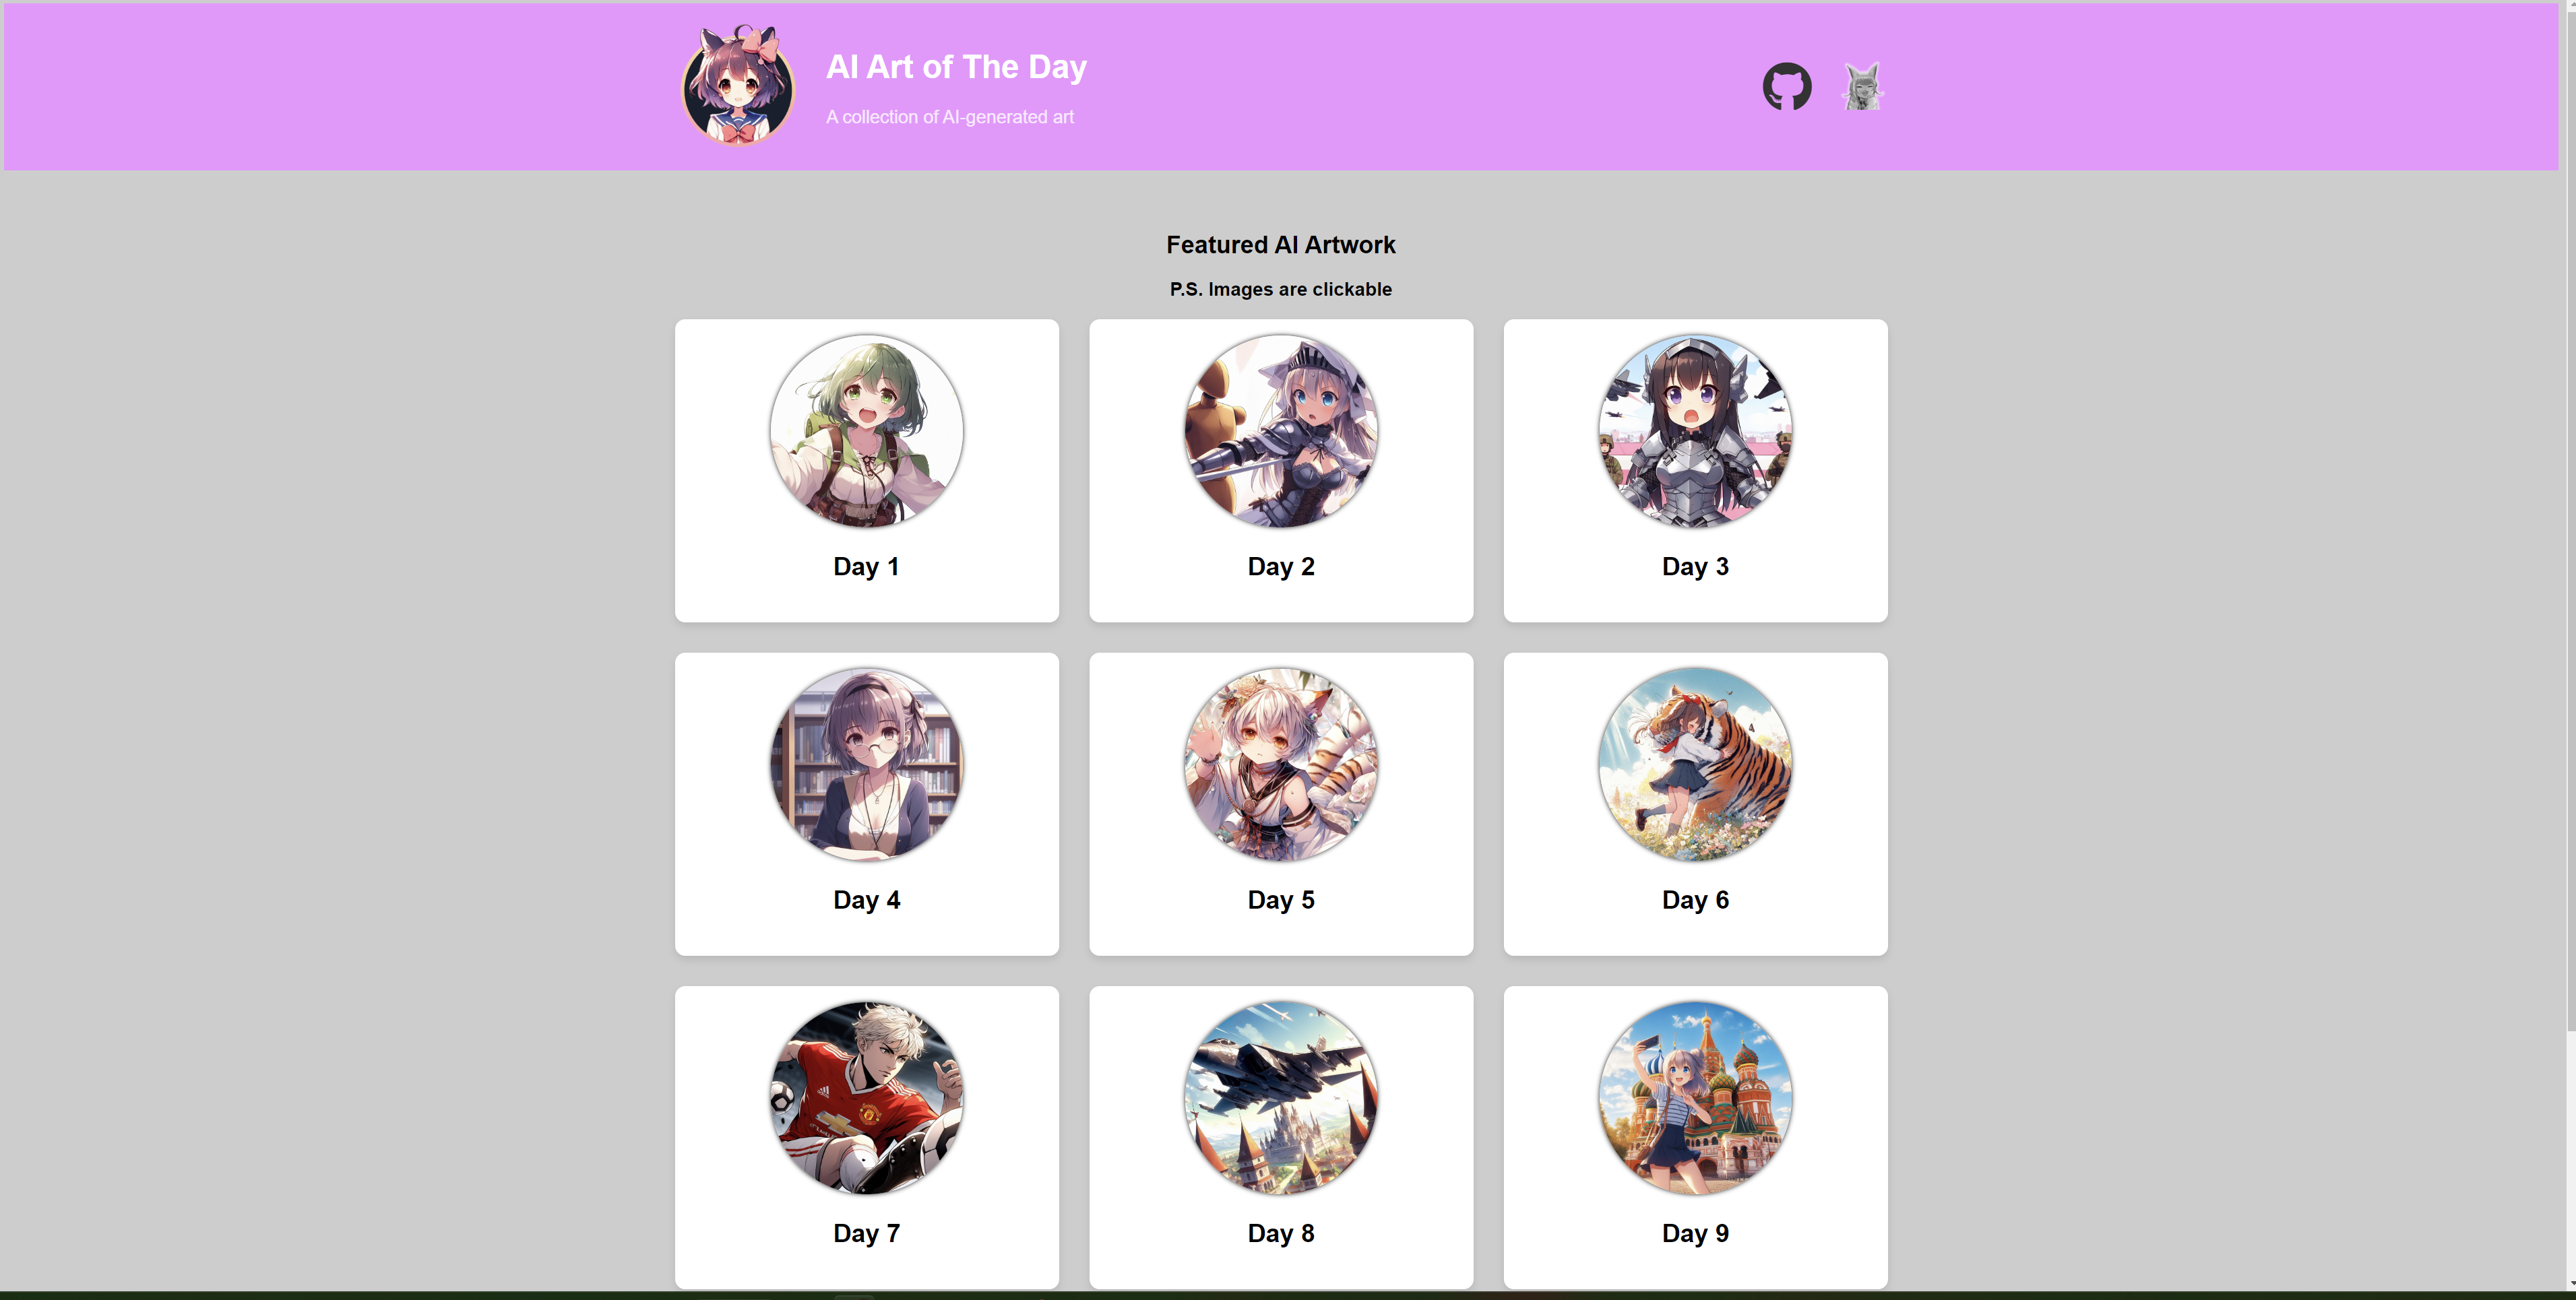 AI Art of The Day
A collection of AI-generated art
Featured AI Artwork
P.S. Images are clickable
Day 1
Day 2
Day 3
Day 4
Day 5
Day 6
Day 7
Day 8
Day 9